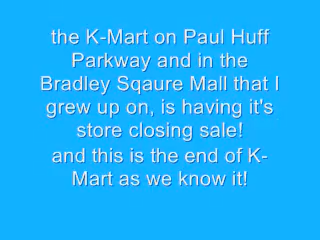 the K-Mart on Paul Huff
Parkway and in the
Bradley Sqaure Mall that I
grew up on, is having it's
store closing sale!
and this is the end of K-
Mart as we know it!